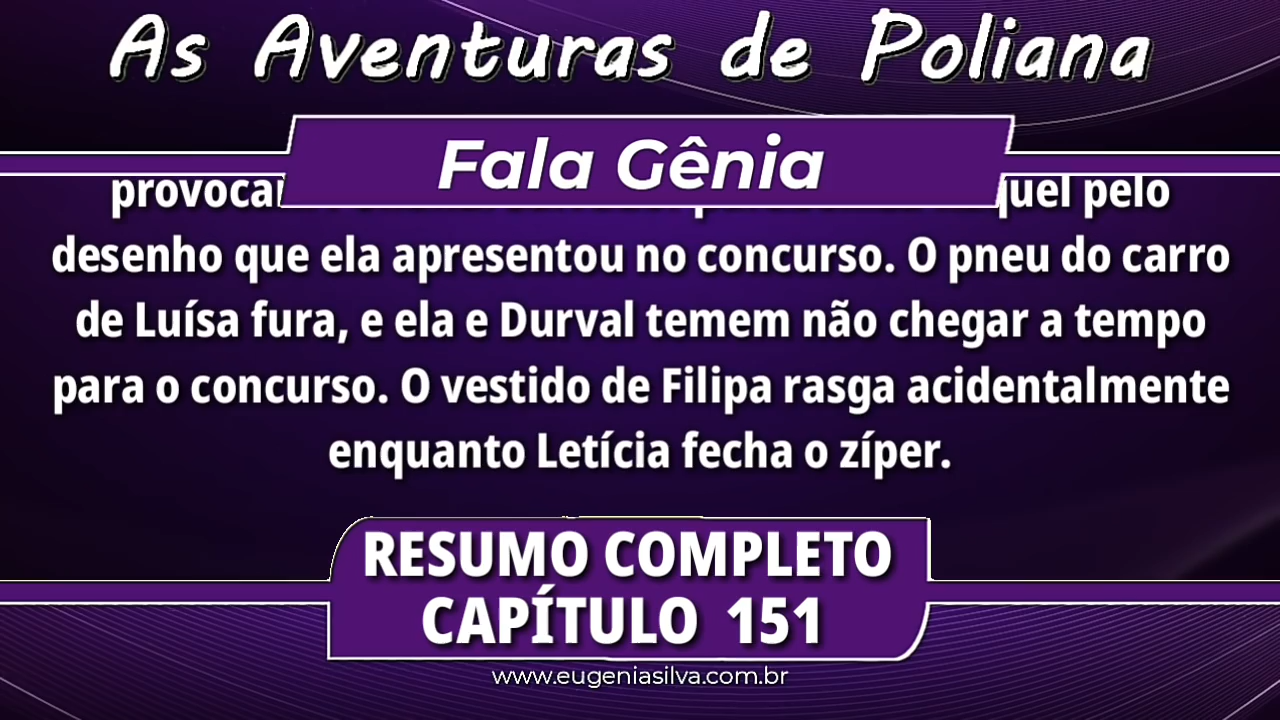 As Aventuras de Poliana
Fala Gênia
pelo
desenho que ela apresentou no concurso. O pneu do carro
de Luísa fura, e ela e Durval temem não chegar a tempo
para o concurso. O vestido de Filipa rasga acidentalmente
enquanto Letícia fecha o zíper.
RESUMO COMPLETO
CAPÍTULO 151
www.eugeniasilva.com.br